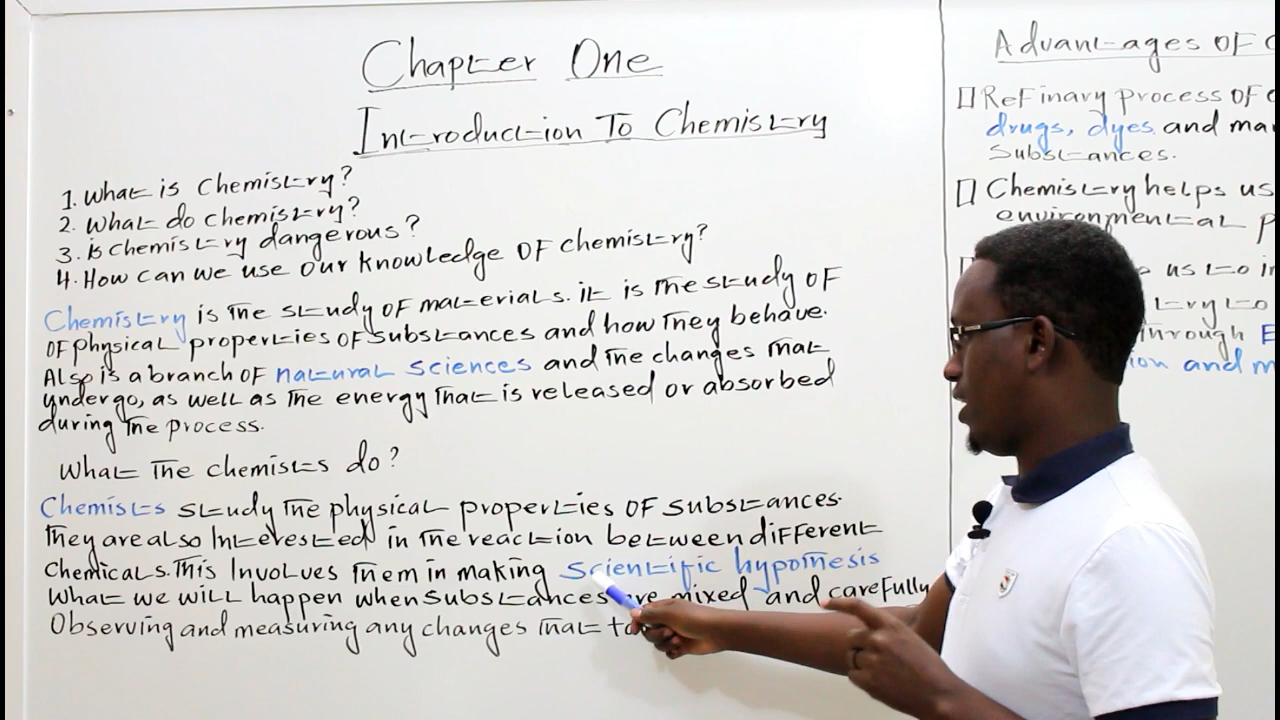 Chapter One
Introduction To Chemistry
1. What is Chemistry?
2. What do chemistry?
3. is chemistry dangerous?
4. How can we use our knowledge OF chemistry?
Chemistry is the study OF materials. it is the study OF
OF physical properties OF substances and how they behave.
Also is a branch OF natural sciences and the changes that
undergo, as well as the energy that is released or absorbed
during the process.
What the chemists do?
Chemists study the physical properties OF substances.
They are also Interested in the reaction between different
Chemicals. This Involves them in making scientific hypothesis
What we will happen when substances are mixed and carefully
Observing and measuring any changes that
Advantages OF
Refinary process OF
drugs, dyes and
Substances.
Chemistry helps us
environmental
us to
through
and